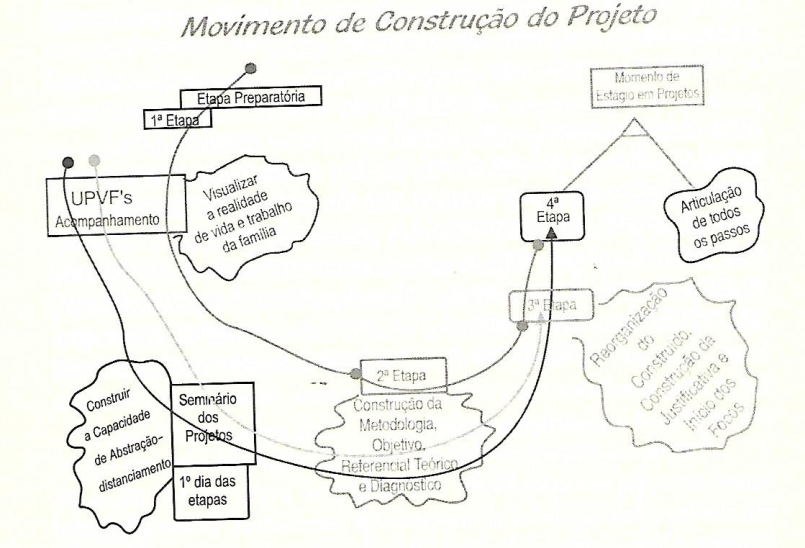 Movimento de Construção do Projeto
Etapa Preparatória
1ª Etapa
Momento de
Estágio em Projetos
UPVF's
Acompanhamento
Visualizar
a realidade
de vida e trabalho
da familia
4ª
Etapa
Articulação
de todos
os passos
3ª Etapa
Reorganização
do
Construido.
Construção da
Justificativa e
Inicio dos
Focos
2ª Etapa
Construção da
Metodologia,
Objetivo,
Referencial Teórico
e Diagnóstico
Construir
a Capacidade
de Abstração-
distanciamento
Seminário
dos
Projetos
1º dia das
etapas